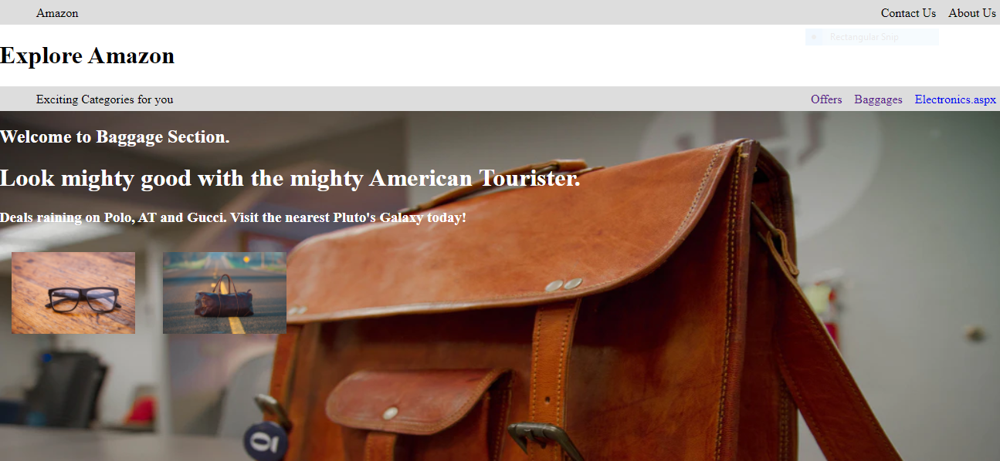 Amazon
Contact Us
About Us
Rectangular Snip
Explore Amazon
Exciting Categories for you
Offers
Baggages
Electronics.aspx
Welcome to Baggage Section.
Look mighty good with the mighty American Tourister.
Deals raining on Polo, AT and Gucci. Visit the nearest Pluto's Galaxy today!